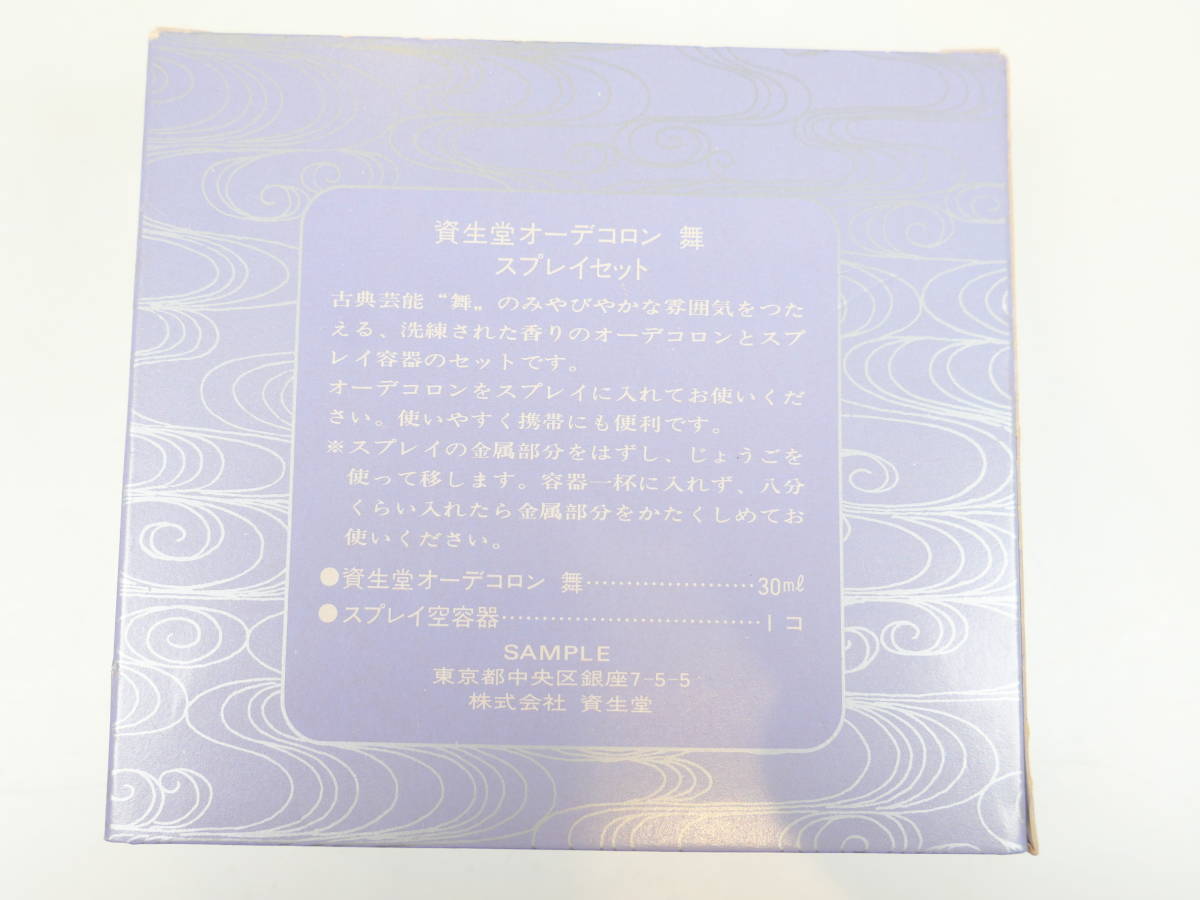 資生堂オーデコロン 舞
スプレイセット
古典芸能“舞„のみやびやかな雰囲気をつた
える、洗練された香りのオーデコロンとスプ
レイ容器のセットです。
オーデコロンをスプレイに入れてお使いくだ
さい。使いやすく携帯にも便利です。
※スプレイの金属部分をはずし、じょうごを
使って移します。容器一杯に入れず、八分
くらい入れたら金属部分をかたくしめてお
使いください。
●資生堂オーデコロン 舞…………………30mℓ
●スプレイ空容器……………………………1コ
SAMPLE
東京都中央区銀座7-5-5
株式会社 資生堂